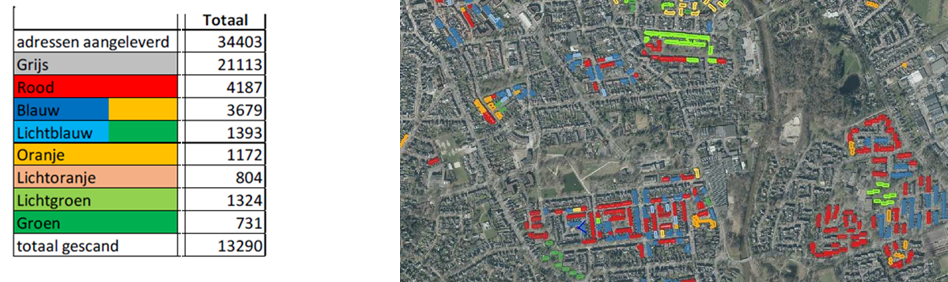 Totaal
adressen aangeleverd 34403
Grijs 21113
Rood 4187
Blauw 3679
Lichtblauw 1393
Oranje 1172
Lichtoranje 804
Lichtgroen 1324
Groen 731
totaal gescand 13290